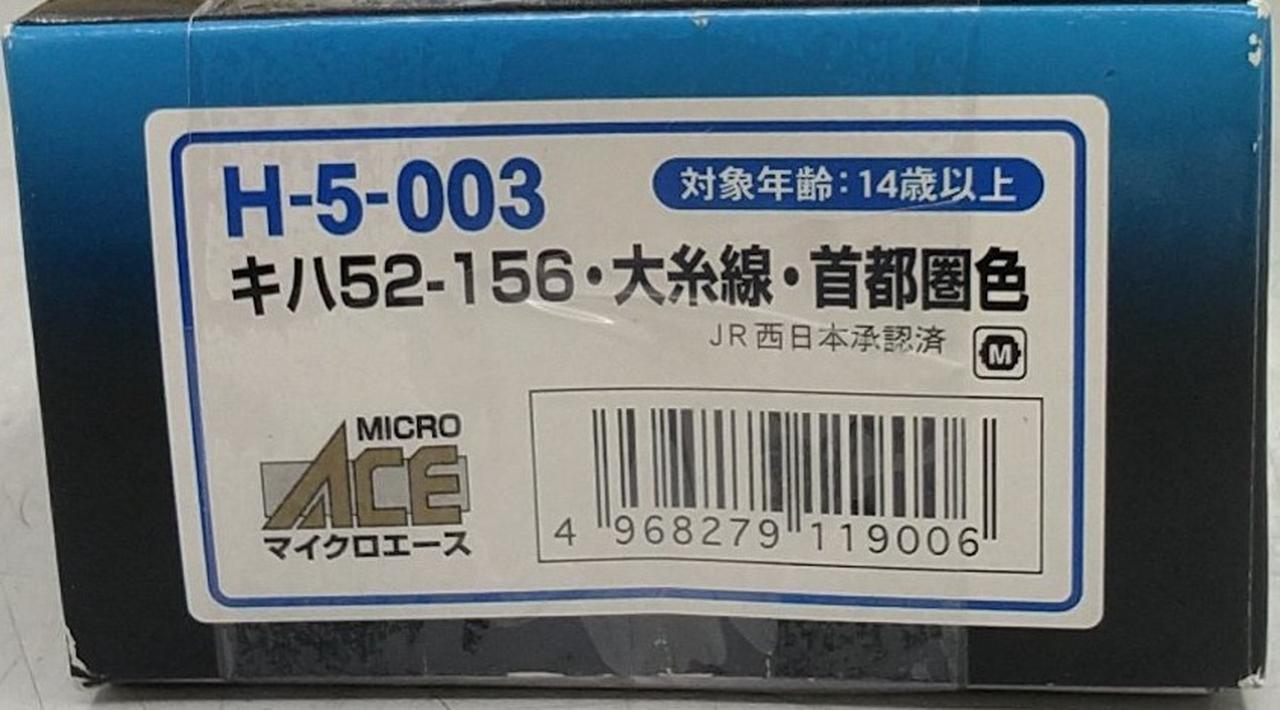 H-5-003
対象年齢：14歳以上
キハ52-156・大糸線・首都圏色
JR西日本承認済
M
MICRO
ACE
マイクロエース
4 968279 119006